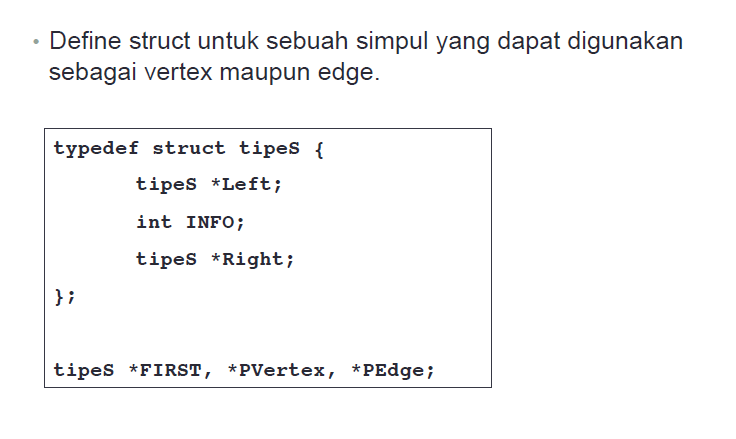 • Define struct untuk sebuah simpul yang dapat digunakan
sebagai vertex maupun edge.
typedef struct tipeS {
tipeS *Left;
int INFO;
tipeS *Right;
};
tipeS *FIRST, *PVertex, *PEdge;